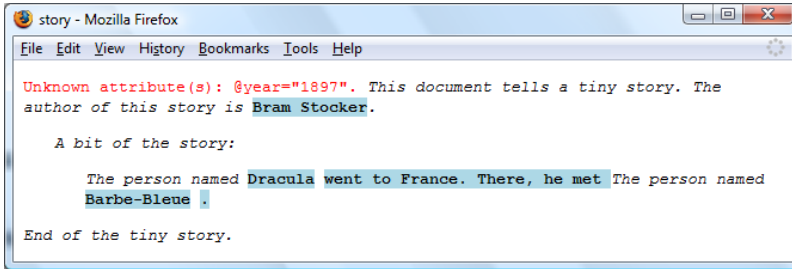 story - Mozilla Firefox
File Edit View History Bookmarks Tools Help
Unknown attribute(s): @year="1897". This document tells a tiny story. The
author of this story is Bram Stocker.
A bit of the story:
The person named Dracula went to France. There, he met The person named
Barbe-Bleue .
End of the tiny story.